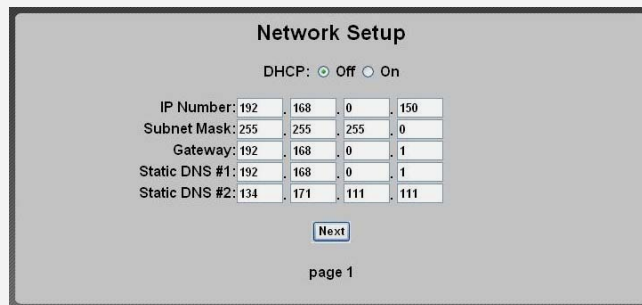 Network Setup
DHCP: Off On
IP Number: 192 . 168 . 0 . 150
Subnet Mask: 255 . 255 . 255 . 0
Gateway: 192 . 168 . 0 . 1
Static DNS #1: 192 . 168 . 0 . 1
Static DNS #2: 134 . 171 . 111 . 111
Next
page 1